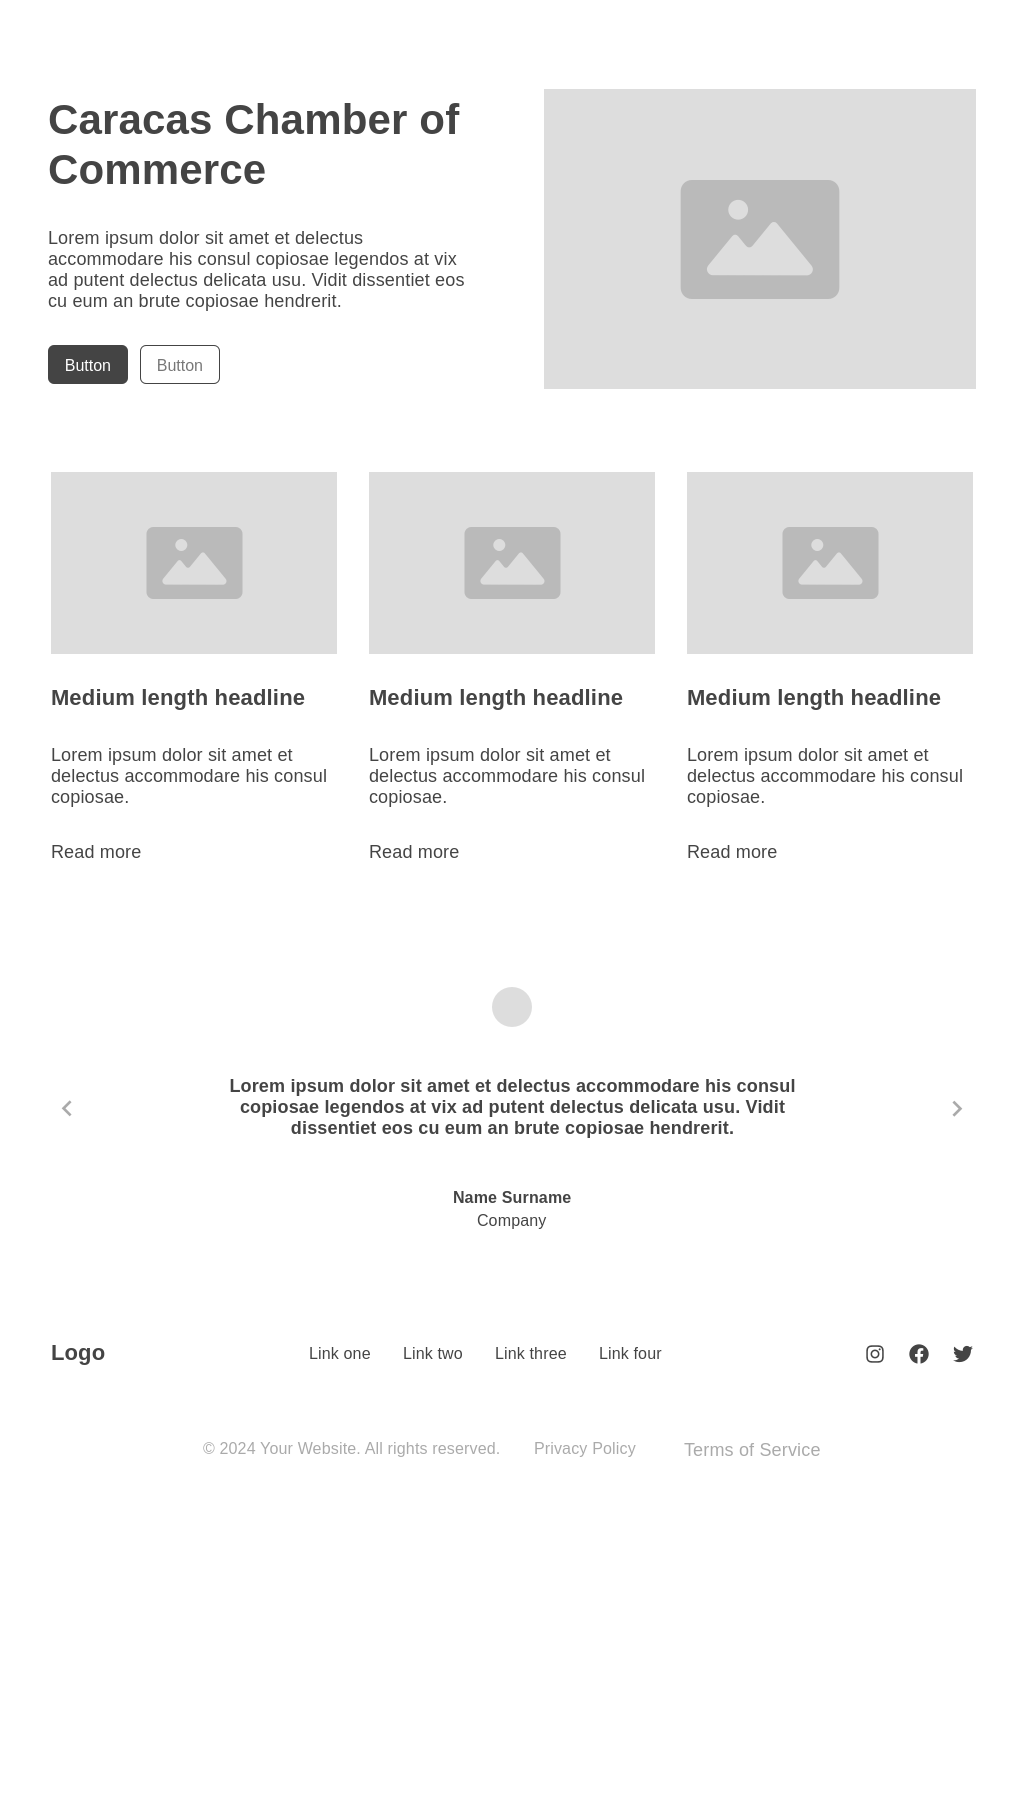 Caracas Chamber of
Commerce
Lorem ipsum dolor sit amet et delectus
accommodare his consul copiosae legendos at vix
ad putent delectus delicata usu. Vidit dissentiet eos
cu eum an brute copiosae hendrerit.
Button
Button
Medium length headline
Lorem ipsum dolor sit amet et
delectus accommodare his consul
copiosae.
Read more
Medium length headline
Lorem ipsum dolor sit amet et
delectus accommodare his consul
copiosae.
Read more
Medium length headline
Lorem ipsum dolor sit amet et
delectus accommodare his consul
copiosae.
Read more
Lorem ipsum dolor sit amet et delectus accommodare his consul
copiosae legendos at vix ad putent delectus delicata usu. Vidit
dissentiet eos cu eum an brute copiosae hendrerit.
Name Surname
Company
Logo
Link one
Link two
Link three
Link four
© 2024 Your Website. All rights reserved.
Privacy Policy
Terms of Service